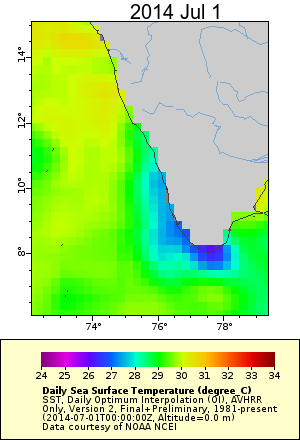 2014 Jul 1
14°
12°
10°
8°
74° 76° 78°
24 25 26 27 28 29 30 31 32 33 34
Daily Sea Surface Temperature (degree_C)
SST, Daily Optimum Interpolation (OI), AVHRR
Only, Version 2, Final+Preliminary, 1981-present
(2014-07-01T00:00:00Z, Altitude=0.0 m)
Data courtesy of NOAA NCEI